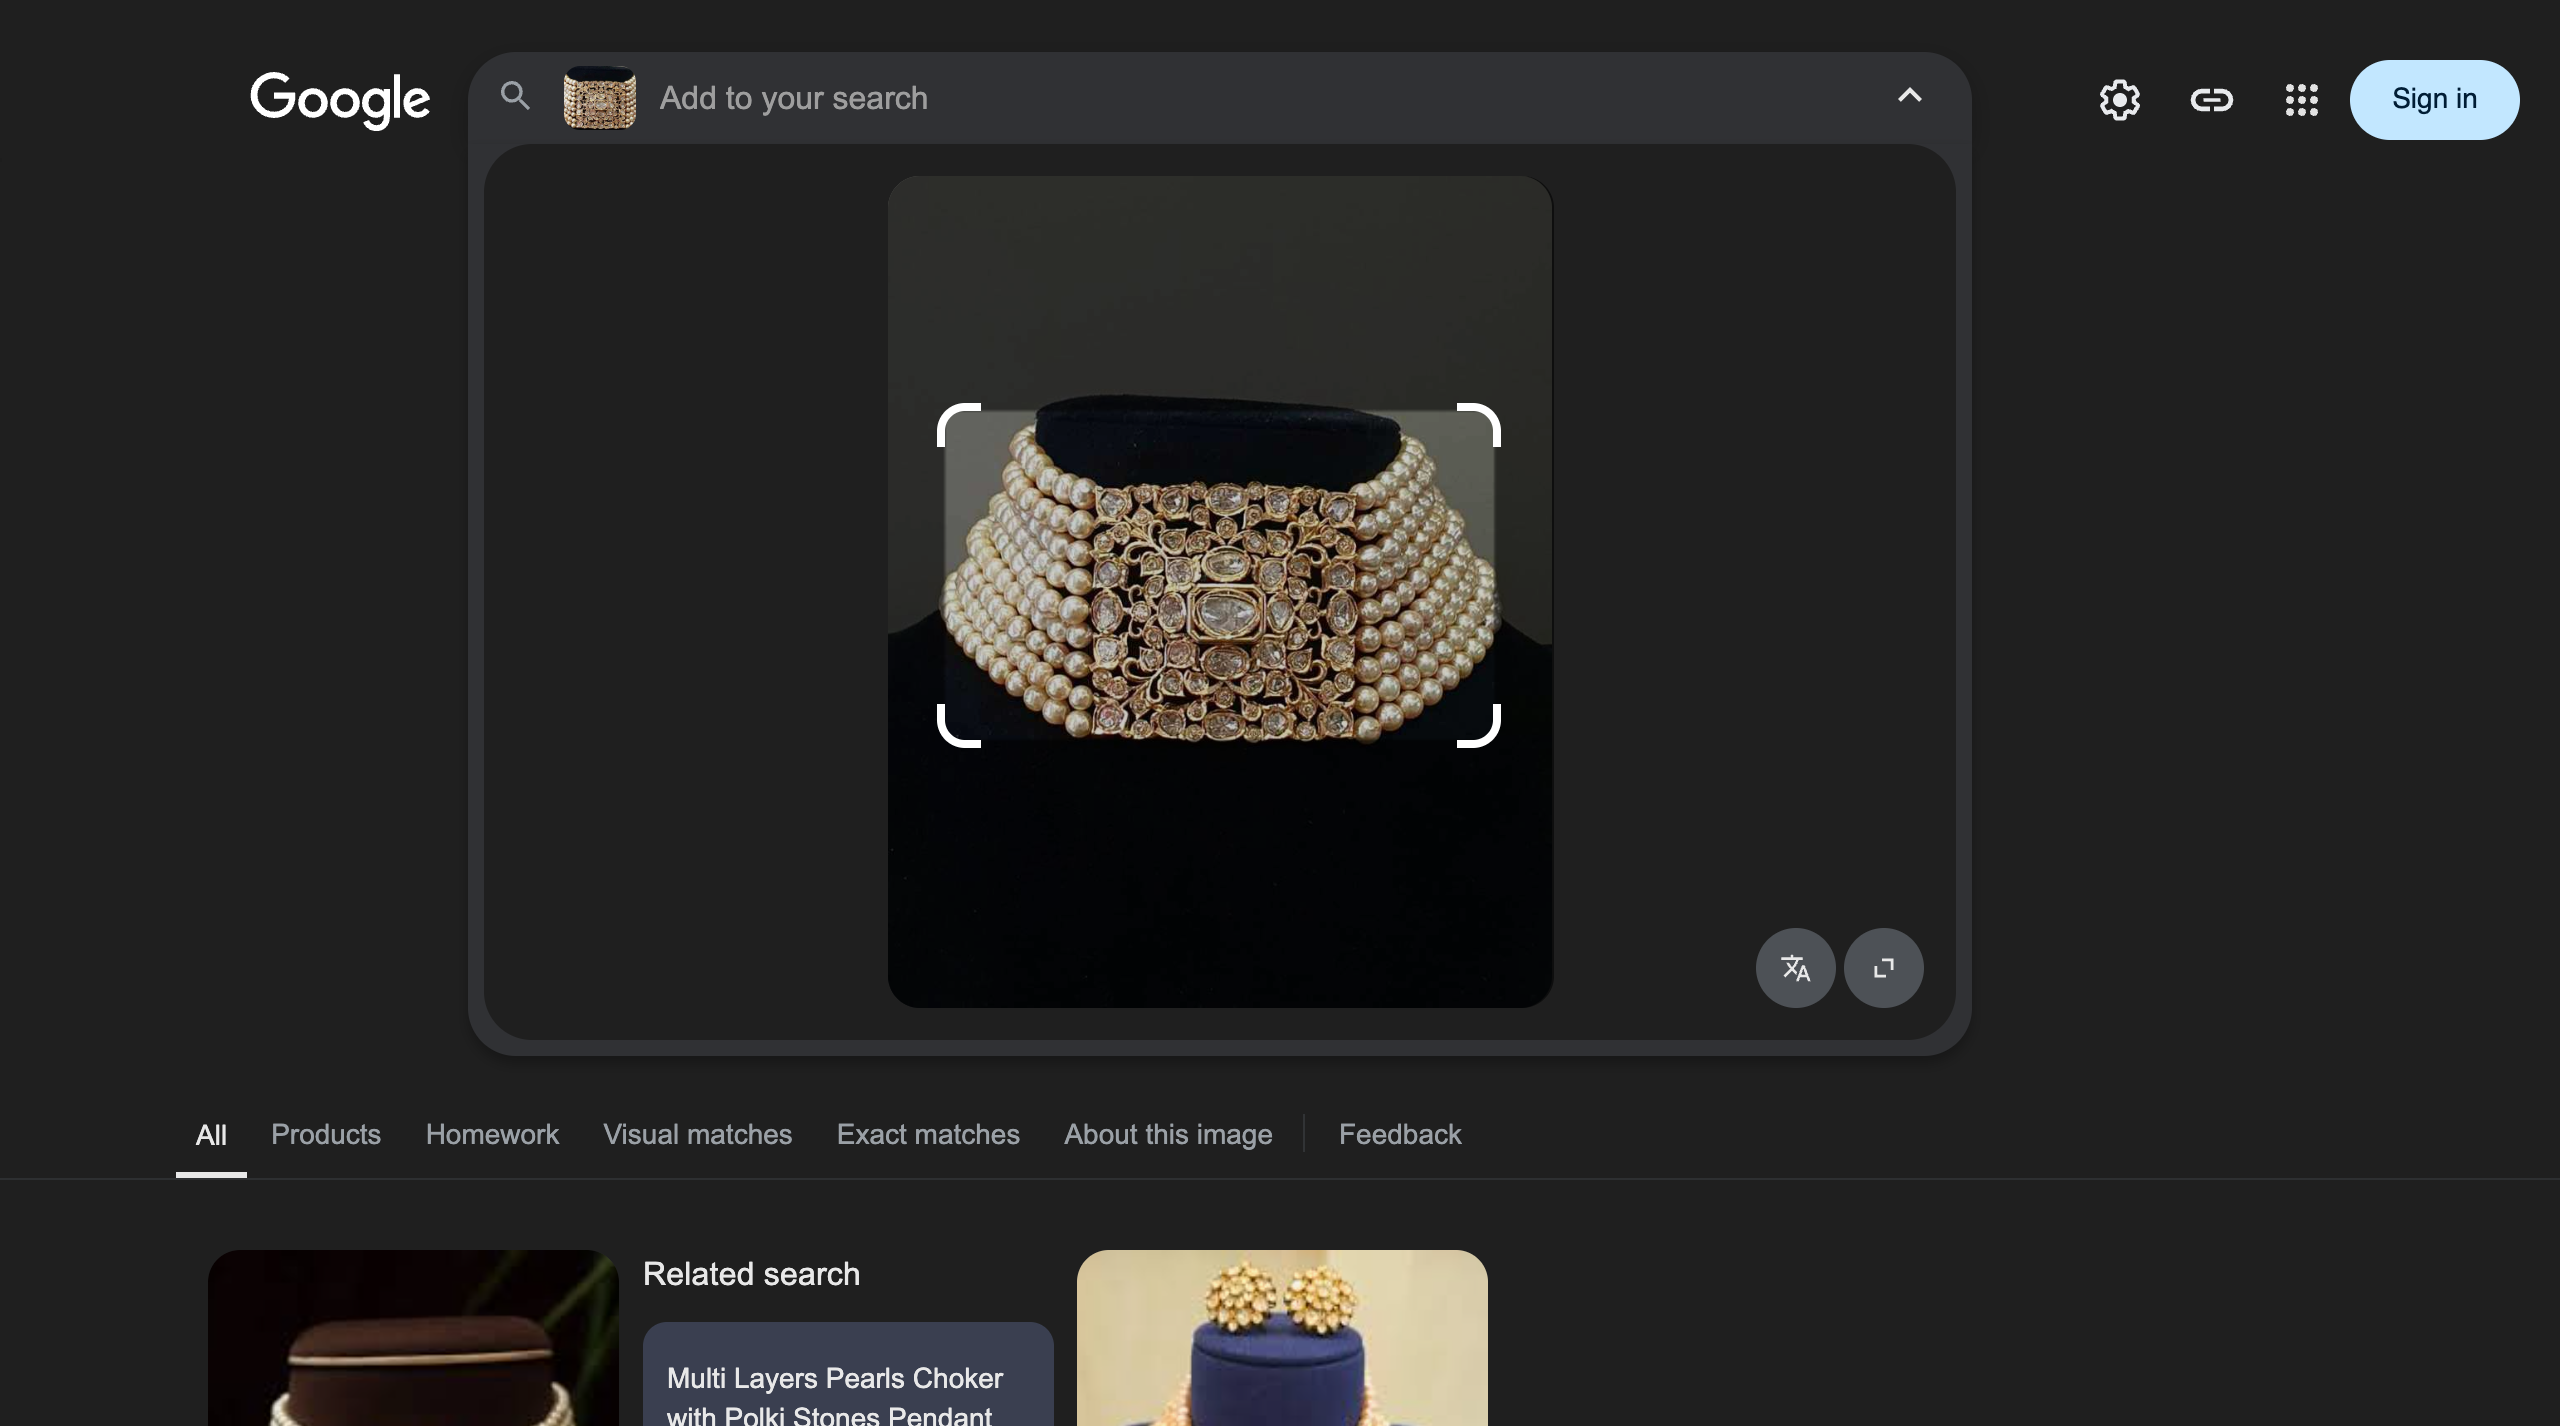 Google
Add to your search
Sign in
All
Products
Homework
Visual matches
Exact matches
About this image
Feedback
Related search
Multi Layers Pearls Choker
with Polki Stones Pendant